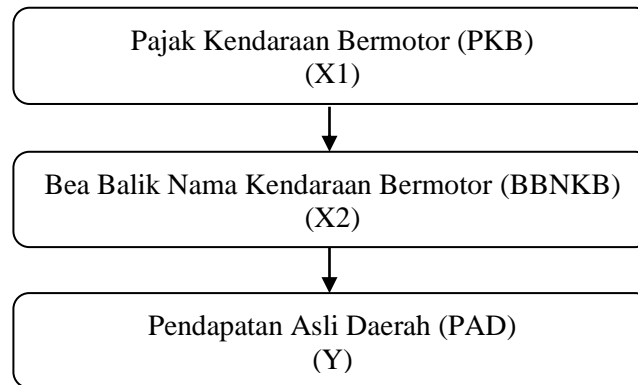 Pajak Kendaraan Bermotor (PKB)
(X1)
Bea Balik Nama Kendaraan Bermotor (BBNKB)
(X2)
Pendapatan Asli Daerah (PAD)
(Y)